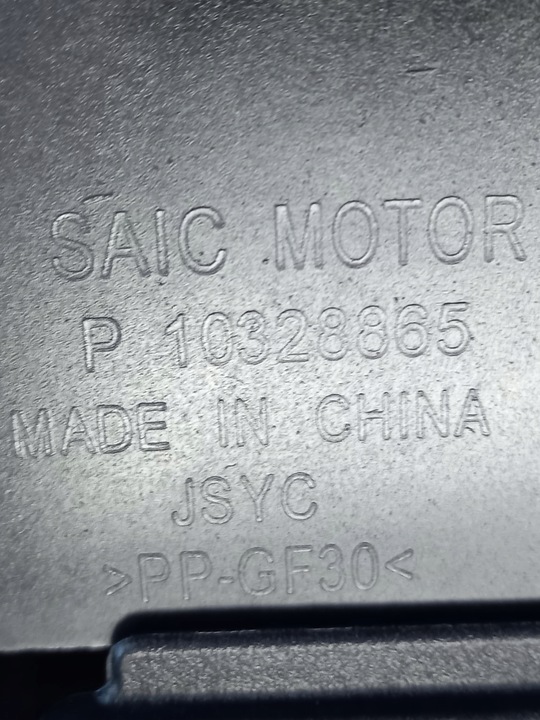 SAIC MOTOR
P 10328865
MADE IN CHINA
JSYC
>PP-GF30<